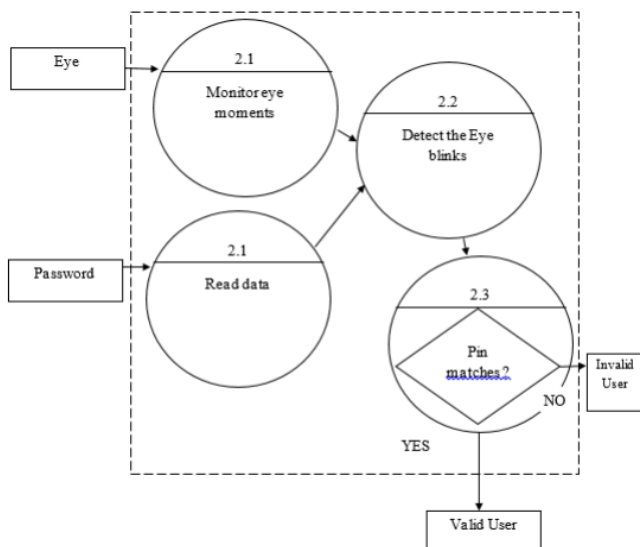 Eye
2.1
Monitor eye
moments
2.2
Detect the Eye
blinks
Password
2.1
Read data
2.3
Pin
matches ?
NO
Invalid
User
YES
Valid User